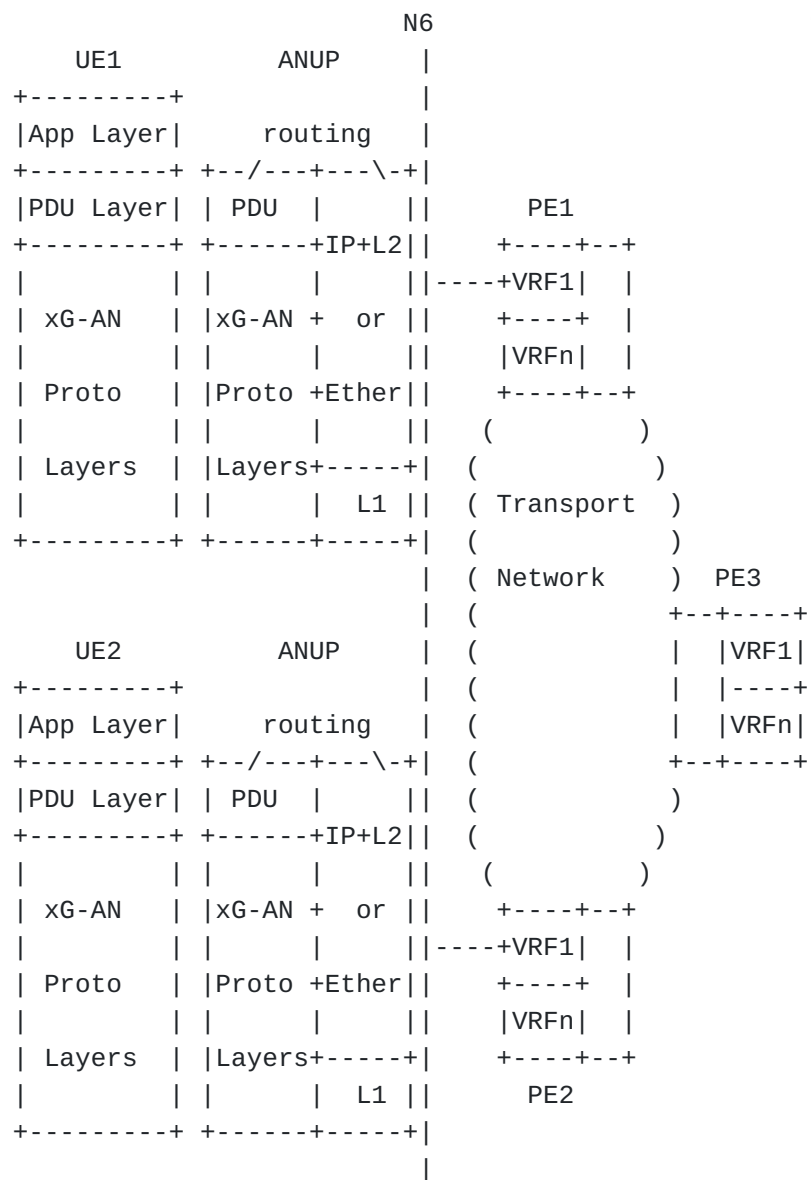 N6
     UE1          ANUP     |
+---------+                |
|App Layer|     routing    |
+---------+ +--/---+---\-+|
|PDU Layer| | PDU  |     ||      PE1
+---------+ +------+IP+L2||    +----+--+
|         | |      |     ||----+VRF1|  |
|  xG-AN  | |xG-AN +  or ||    +----+  |
|         | |      |     ||    |VRFn|  |
|  Proto  | |Proto +Ether||    +----+--+
|         | |      |     ||   (         )
|  Layers | |Layers+-----+|  (           )
|         | |      |  L1 ||  ( Transport  )
+---------+ +------+-----+|  (            )
                          |  ( Network    )  PE3
                          |  (            +--+----+
     UE2          ANUP    |  (            |  |VRF1|
+---------+               |  (            |  |----+
|App Layer|     routing   |  (            |  |VRFn|
+---------+ +--/---+---\-+|  (            +--+----+
|PDU Layer| | PDU  |     ||  (            )
+---------+ +------+IP+L2||  (           )
|         | |      |     ||   (         )
|  xG-AN  | |xG-AN +  or ||    +----+--+
|         | |      |     ||----+VRF1|  |
|  Proto  | |Proto +Ether||    +----+  |
|         | |      |     ||    |VRFn|  |
|  Layers | |Layers+-----+|    +----+--+
|         | |      |  L1 ||      PE2
+---------+ +------+-----+|
                          |